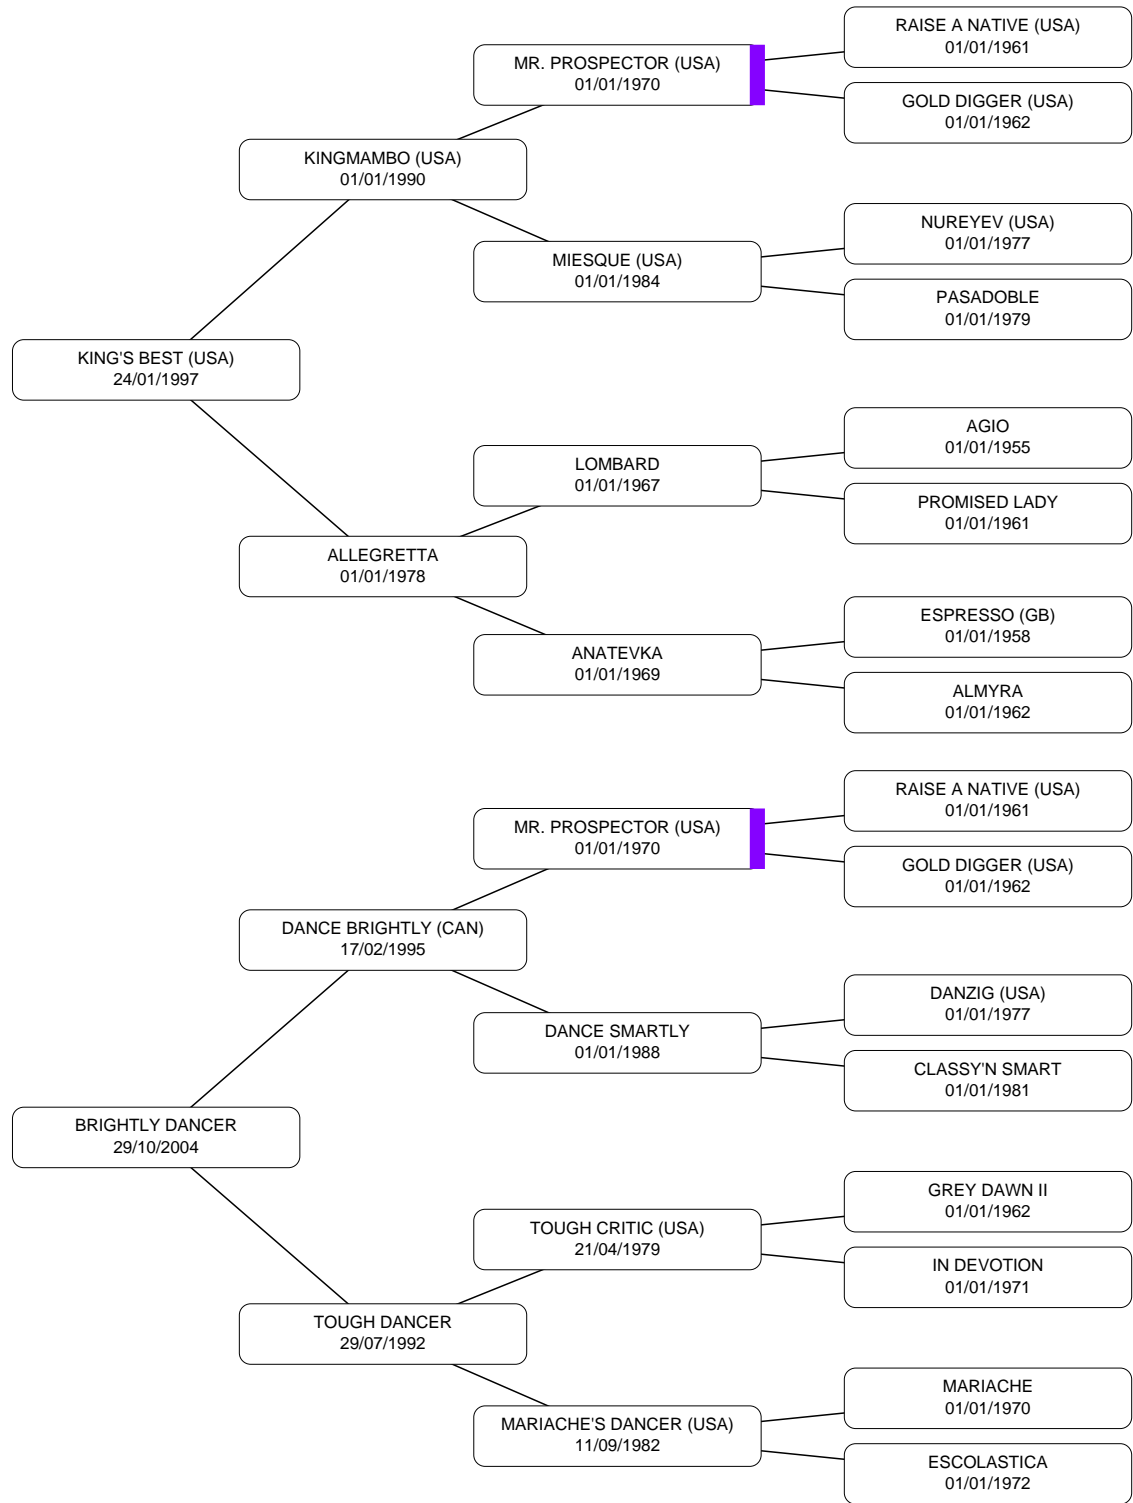 RAISE A NATIVE (USA)
01/01/1961
MR. PROSPECTOR (USA)
01/01/1970
GOLD DIGGER (USA)
01/01/1962
KINGMAMBO (USA)
01/01/1990
NUREYEV (USA)
01/01/1977
MIESQUE (USA)
01/01/1984
PASADOBLE
01/01/1979
KING'S BEST (USA)
24/01/1997
AGIO
01/01/1955
LOMBARD
01/01/1967
PROMISED LADY
01/01/1961
ALLEGRETTA
01/01/1978
ESPRESSO (GB)
01/01/1958
ANATEVKA
01/01/1969
ALMYRA
01/01/1962
RAISE A NATIVE (USA)
01/01/1961
MR. PROSPECTOR (USA)
01/01/1970
GOLD DIGGER (USA)
01/01/1962
DANCE BRIGHTLY (CAN)
17/02/1995
DANZIG (USA)
01/01/1977
DANCE SMARTLY
01/01/1988
CLASSY'N SMART
01/01/1981
BRIGHTLY DANCER
29/10/2004
GREY DAWN II
01/01/1962
TOUGH CRITIC (USA)
21/04/1979
IN DEVOTION
01/01/1971
TOUGH DANCER
29/07/1992
MARIACHE
01/01/1970
MARIACHE'S DANCER (USA)
11/09/1982
ESCOLASTICA
01/01/1972